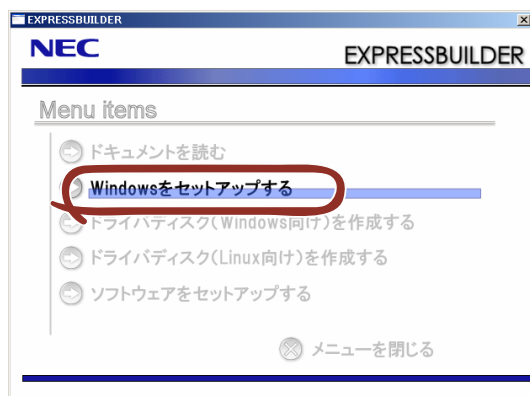 EXPRESSBUILDER
NEC
EXPRESSBUILDER
Menu items
ドキュメントを読む
Windowsをセットアップする
ドライバディスク(Windows向け)を作成する
ドライバディスク(Linux向け)を作成する
ソフトウェアをセットアップする
メニューを閉じる